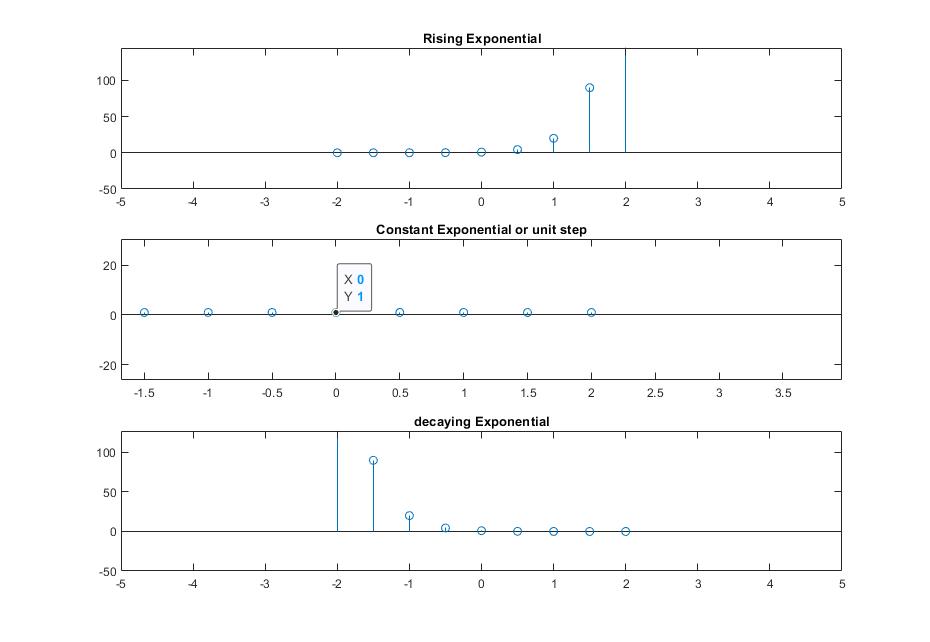 Rising Exponential
100
50
0
-50
-5 -4 -3 -2 -1 0 1 2 3 4 5
Constant Exponential or unit step
20
X 0
Y 1
0
-20
-1.5 -1 -0.5 0 0.5 1 1.5 2 2.5 3 3.5
decaying Exponential
100
50
0
-50
-5 -4 -3 -2 -1 0 1 2 3 4 5